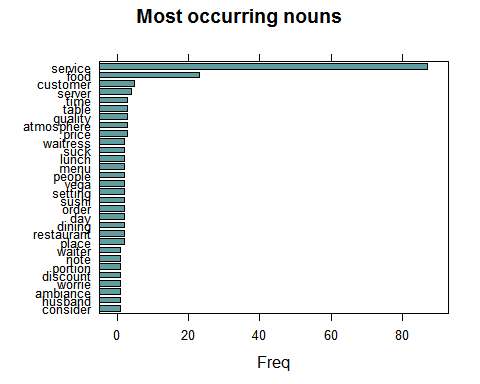 Most occurring nouns
service
food
customer
server
time
table
quality
atmosphere
price
waitress
suck
lunch
menu
people
vega
setting
sushi
order
day
dining
restaurant
place
waiter
note
portion
discount
worrie
ambiance
husband
consider
0 20 40 60 80
Freq